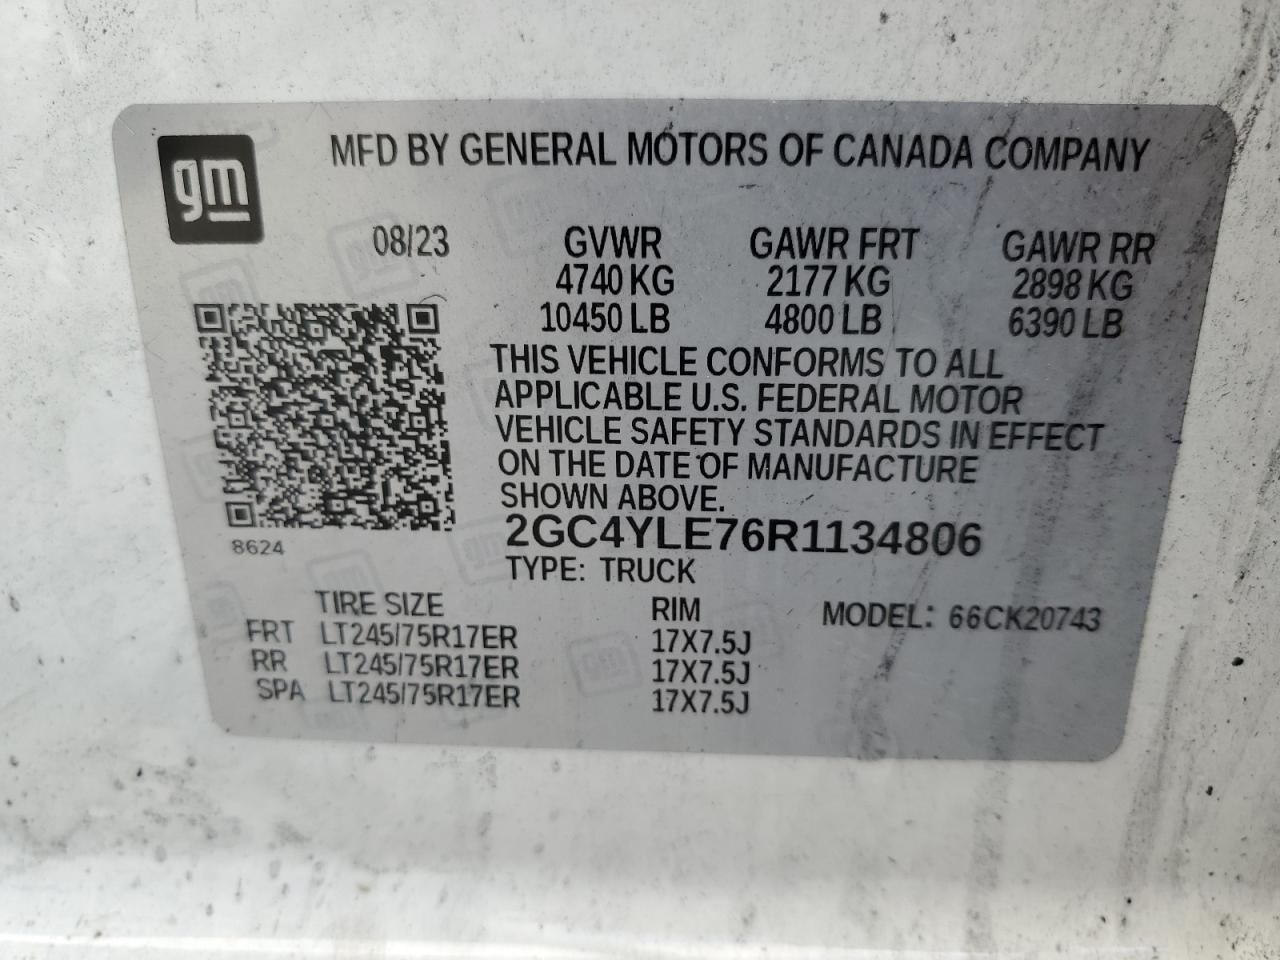 gm
MFD BY GENERAL MOTORS OF CANADA COMPANY
08/23 GVWR GAWR FRT GAWR RR
4740 KG 2177 KG 2898 KG
10450 LB 4800 LB 6390 LB
THIS VEHICLE CONFORMS TO ALL
APPLICABLE U.S. FEDERAL MOTOR
VEHICLE SAFETY STANDARDS IN EFFECT
ON THE DATE OF MANUFACTURE
SHOWN ABOVE.
2GC4YLE76R1134806
8624
TYPE: TRUCK
TIRE SIZE RIM MODEL: 66CK20743
FRT LT245/75R17ER 17X7.5J
RR LT245/75R17ER 17X7.5J
SPA LT245/75R17ER 17X7.5J